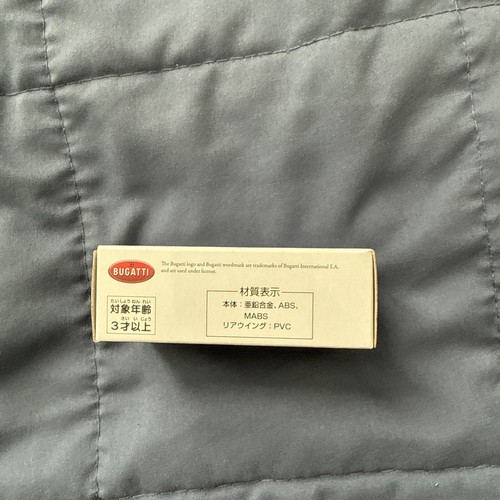 BUGATTI
The Bugatti logo and Bugatti wordmark are trademarks of Bugatti International S.A.
and are used under license.
たいしょう ねん れい
対象年齢
さい い じょう
3才以上
材質表示
本体：亜鉛合金、ABS、
MABS
リアウイング：PVC